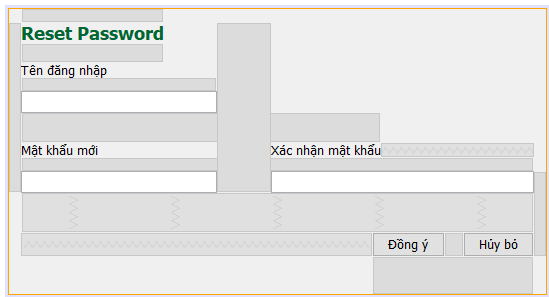 Reset Password
Tên đăng nhập
Mật khẩu mới Xác nhận mật khẩu
Đồng ý Hủy bỏ